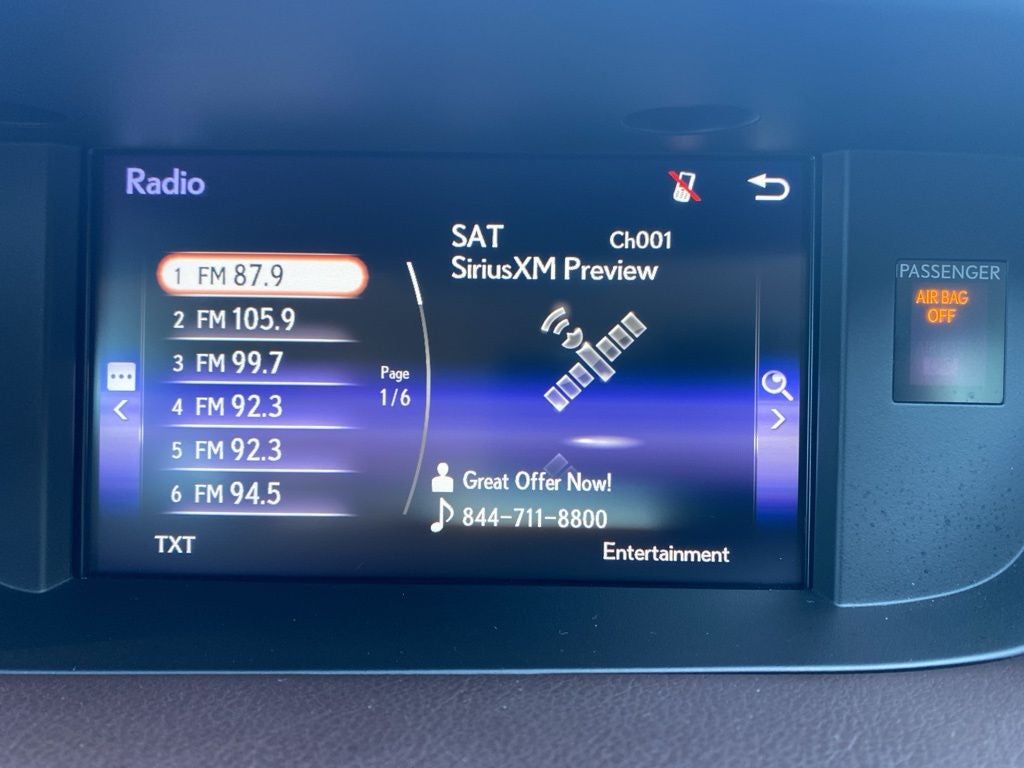 Radio
SAT Ch001
SiriusXM Preview
1 FM 87.9
2 FM 105.9
3 FM 99.7
4 FM 92.3
5 FM 92.3
6 FM 94.5
Page
1/6
Great Offer Now!
844-711-8800
TXT
Entertainment
PASSENGER
AIR BAG
OFF